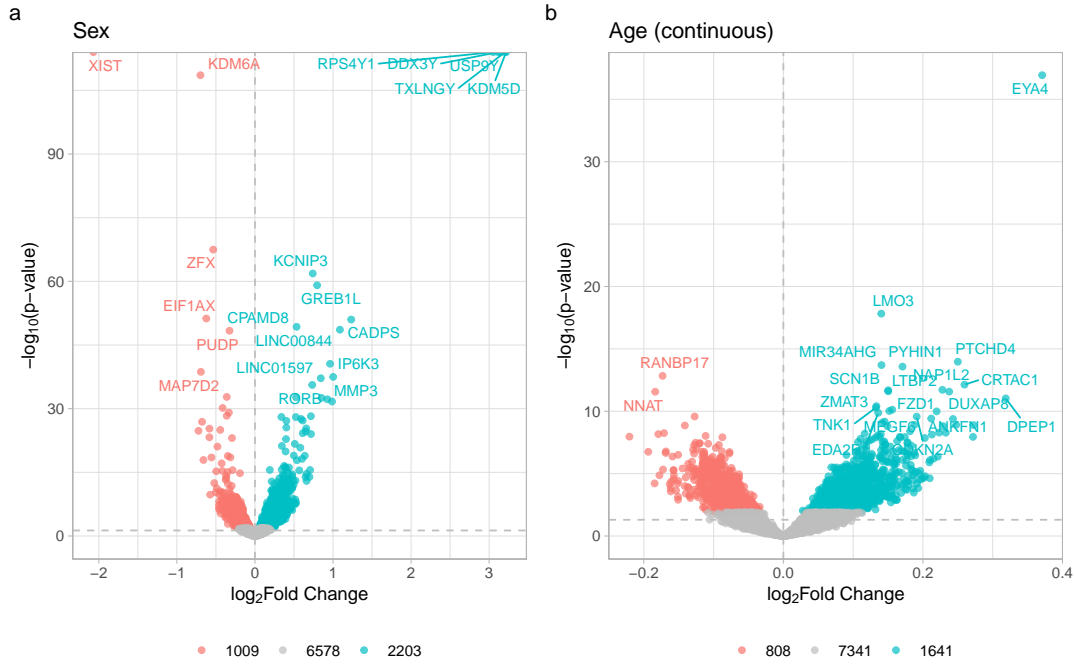 a
Sex
XIST
KDM6A
RPS4Y1
DDX3Y
USP9Y
TXLNGY
KDM5D
ZFX
KCNIP3
GREB1L
EIF1AX
CPAMD8
CADPS
PUDP
LINC00844
LINC01597
IP6K3
MAP7D2
RORB
MMP3
90
60
30
0
−log10(p−value)
−2
−1
0
1
2
3
log2Fold Change
1009
6578
2203
b
Age (continuous)
EYA4
LMO3
MIR34AHG
PYHIN1
PTCHD4
RANBP17
SCN1B
LTBP2
NAP1L2
CRTAC1
NNAT
ZMAT3
FZD1
DUXAP8
TNK1
MEGF6
ANKFN1
DPEP1
CDKN2A
30
20
10
0
−log10(p−value)
−0.2
0.0
0.2
0.4
log2Fold Change
808
7341
1641